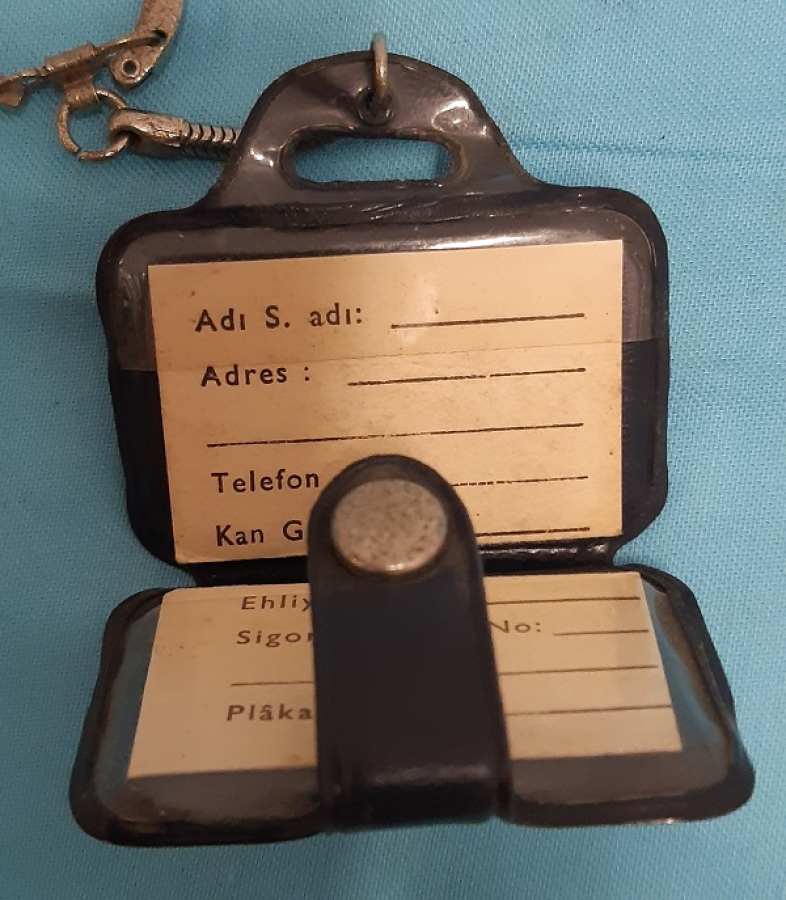 Adı S. adı:
Adres :
Telefon
Kan G
Ehliy
Sigor No:
Plâka